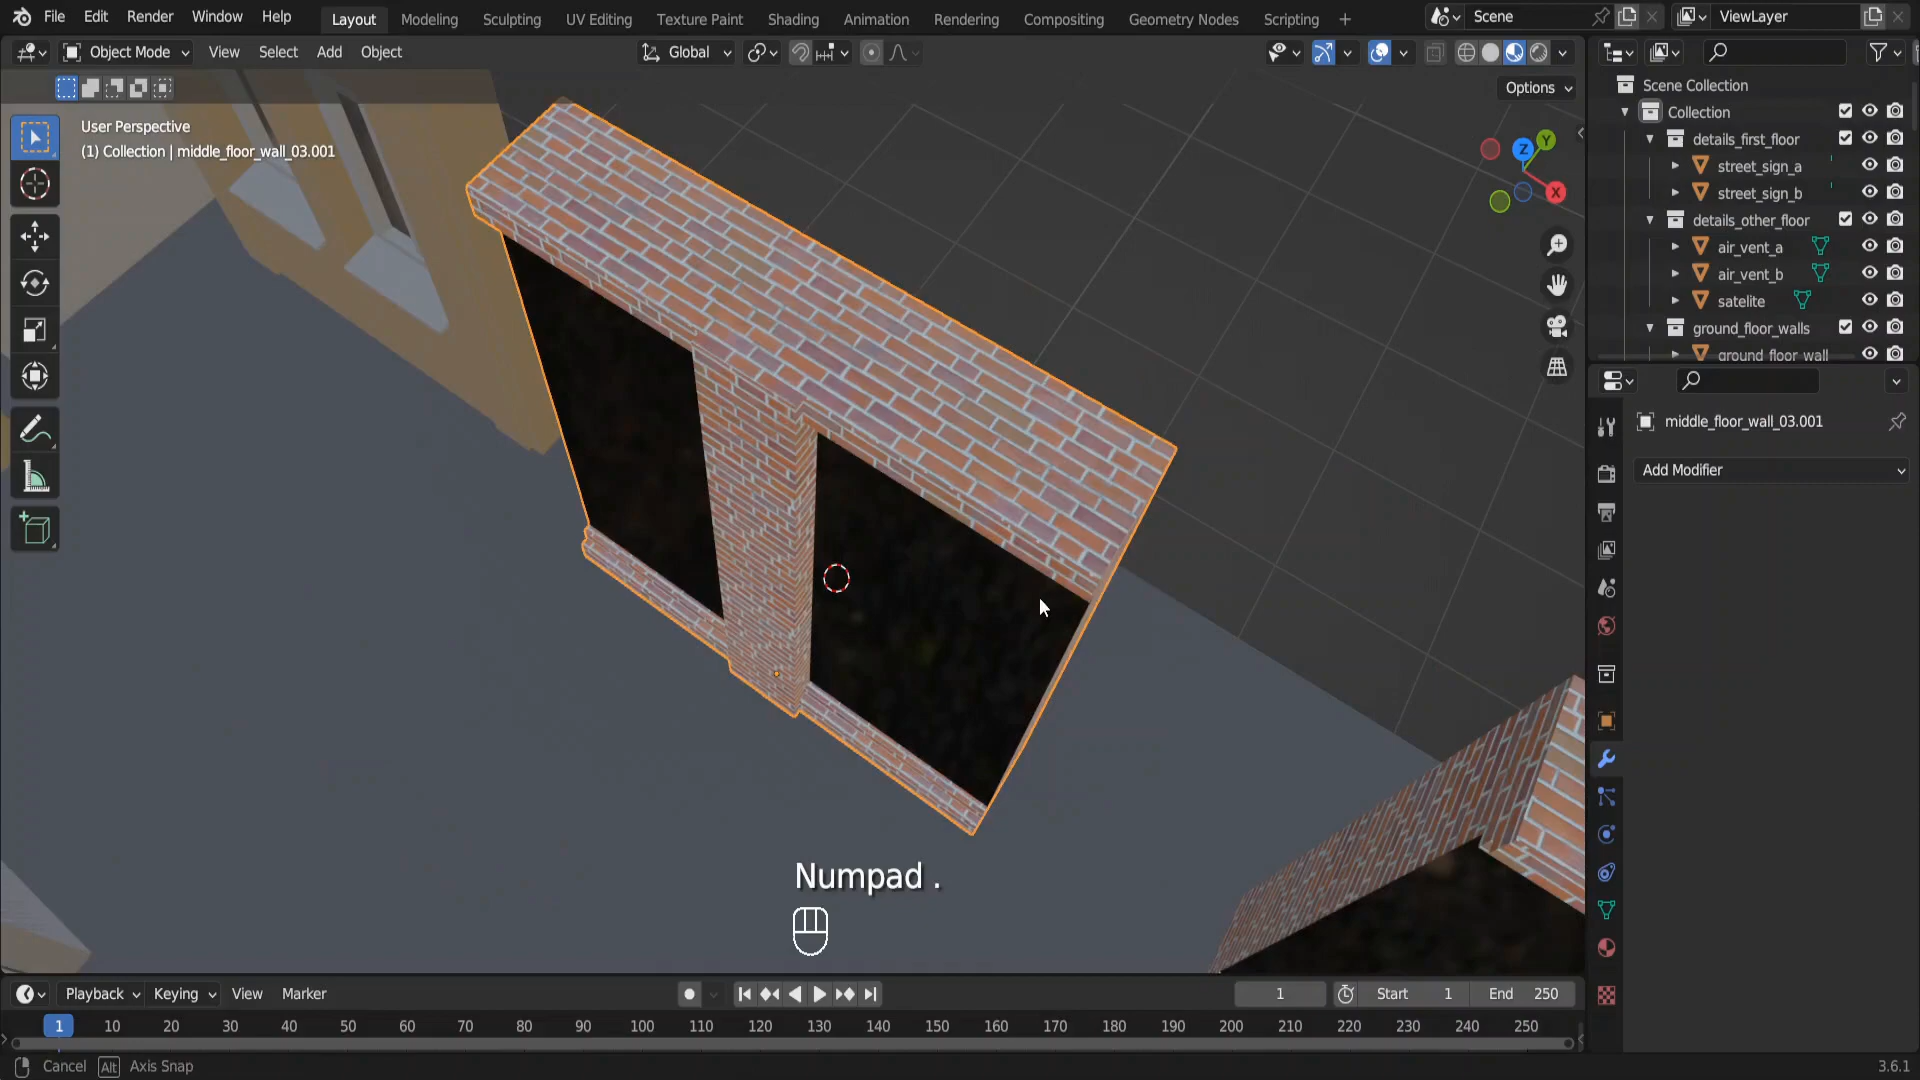 File Edit Render Window Help
Layout Modeling Sculpting UV Editing Texture Paint Shading Animation Rendering Compositing Geometry Nodes Scripting +
Scene
ViewLayer
Object Mode View Select Add Object
Global
Options
User Perspective
(1) Collection | middle_floor_wall_03.001
Z
Y
X
Scene Collection
Collection
details_first_floor
street_sign_a
street_sign_b
details_other_floor
air_vent_a
air_vent_b
satelite
ground_floor_walls
ground_floor_wall
middle_floor_wall_03.001
Add Modifier
Numpad .
Playback Keying View Marker
1
Start 1
End 250
1 10 20 30 40 50 60 70 80 90 100 110 120 130 140 150 160 170 180 190 200 210 220 230 240 250
Cancel Alt Axis Snap
3.6.1